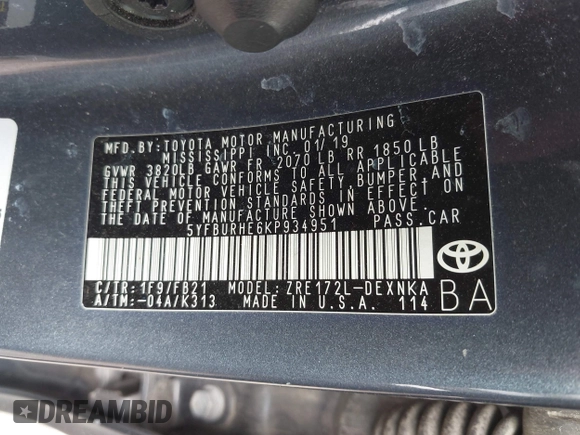 MFD. BY: TOYOTA MOTOR MANUFACTURING
MISSISSIPPI INC. 01/19
GVWR 3820LB GAWR FR 2070 LB RR 1850 LB
THIS VEHICLE CONFORMS TO ALL APPLICABLE
FEDERAL MOTOR VEHICLE SAFETY, BUMPER, AND
THEFT PREVENTION STANDARDS IN EFFECT ON
THE DATE OF MANUFACTURE SHOWN ABOVE.
5YFBURHE6KP934951 PASS.CAR
C/TR: 1F9/FB21 MODEL: ZRE172L-DEXNKA
A/TM: -04A/K313 MADE IN U.S.A. 114
BA
DREAMBID